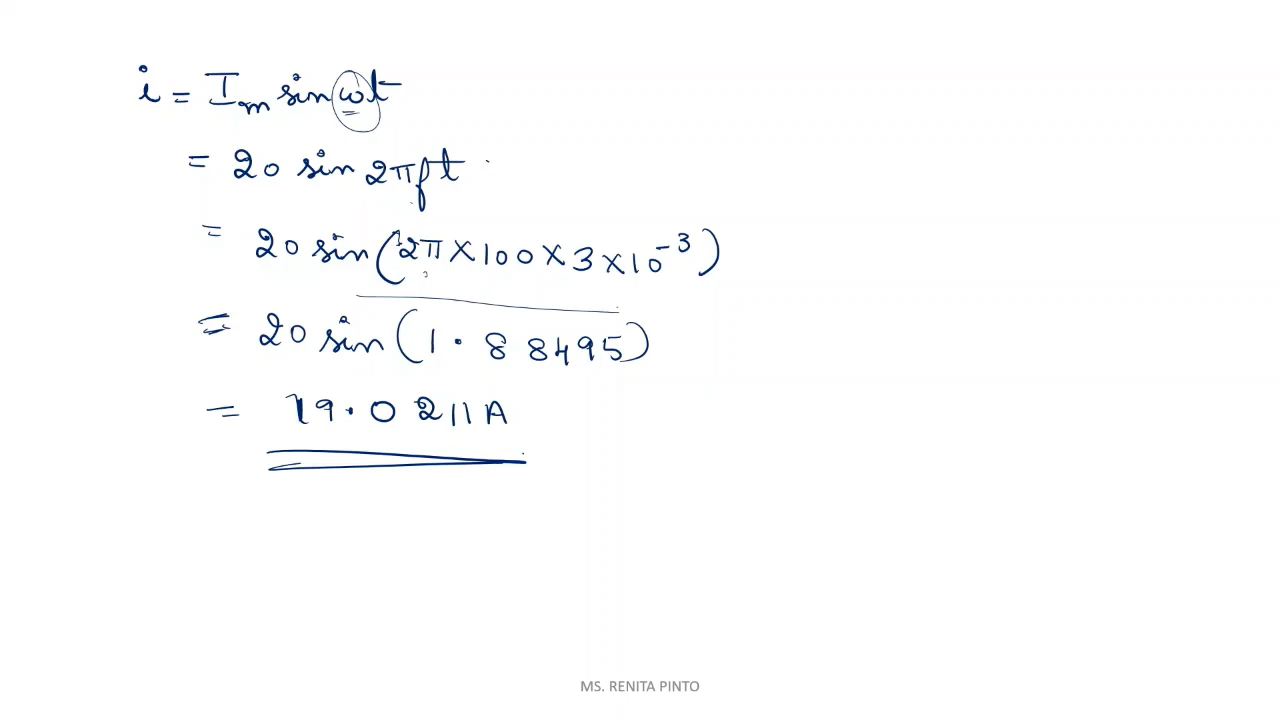 i = Im sin ωt
= 20 sin 2πft
= 20 sin (2π × 100 × 3 × 10⁻³)
= 20 sin (1.88495)
= 19.0211A
MS. RENITA PINTO